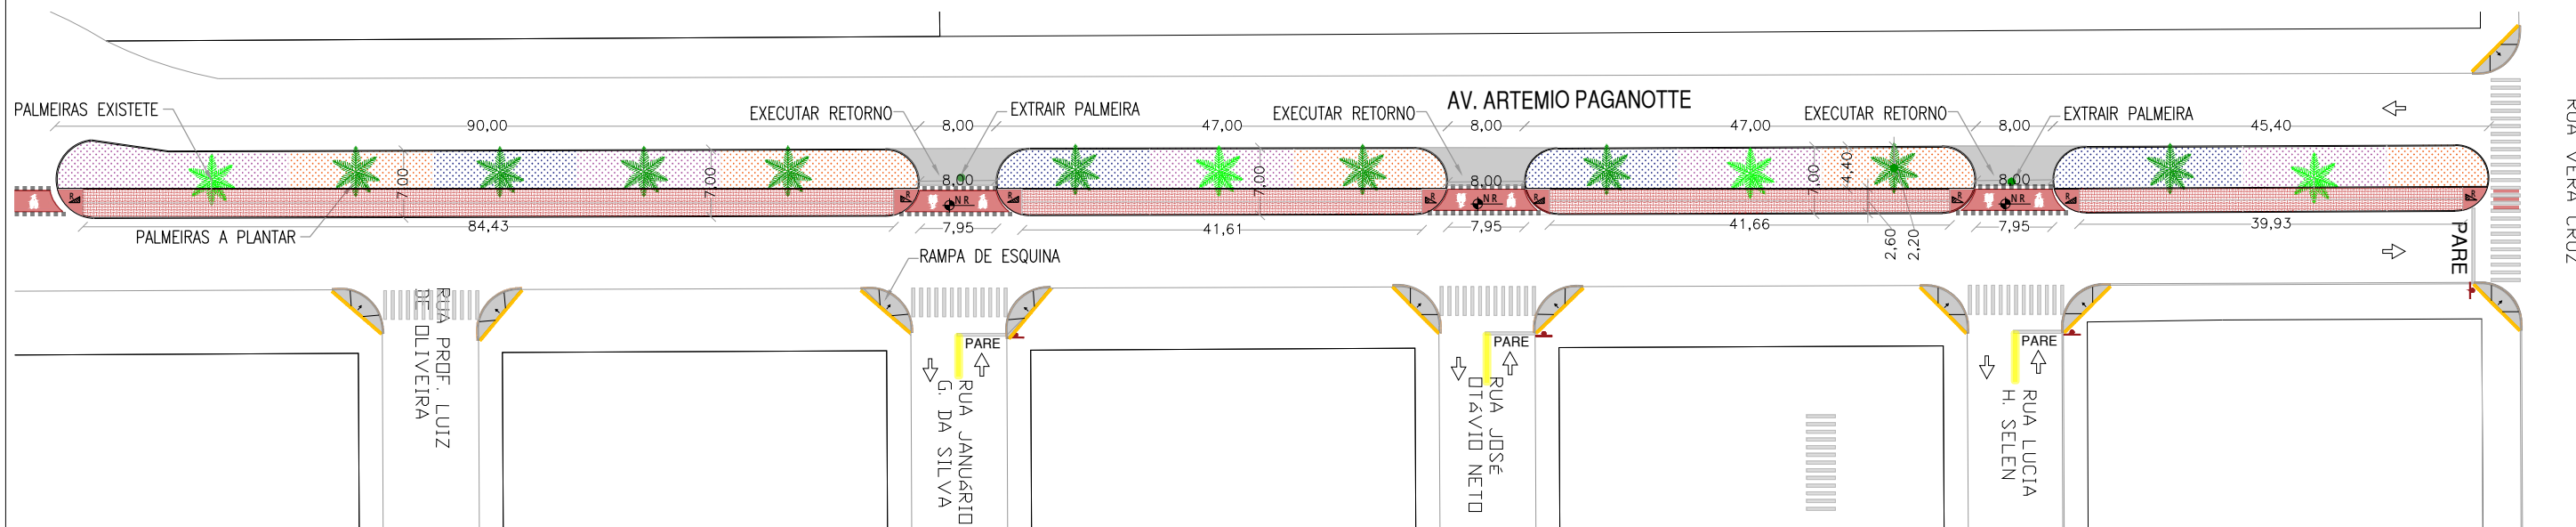 PALMEIRAS EXISTETE
EXECUTAR RETORNO
EXTRAIR PALMEIRA
EXECUTAR RETORNO
AV. ARTEMIO PAGANOTTE
EXECUTAR RETORNO
EXTRAIR PALMEIRA
90,00
8,00
47,00
8,00
47,00
8,00
45,40
7,00
7,00
8,00
7,00
8,00
7,00
4,40
8,00
R
R
NR
R
R
NR
R
R
NR
R
R
84,43
7,95
41,61
7,95
41,66
2,60
2,20
7,95
39,93
PALMEIRAS A PLANTAR
RAMPA DE ESQUINA
PARE
RUA VERA CRUZ
RUA PROF. LUIZ
DE OLIVEIRA
PARE
RUA JANUÁRIO
G. DA SILVA
PARE
RUA JOSÉ
OTÁVIO NETO
PARE
RUA LUCIA
H. SELEN